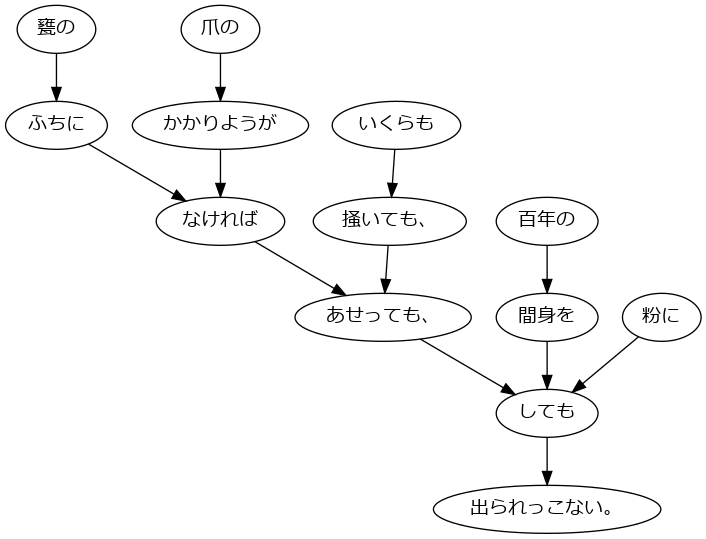 甕の
爪の
ふちに
かかりようが
いくらも
なければ
掻いても、
百年の
あせっても、
間身を
粉に
しても
出られっこない。